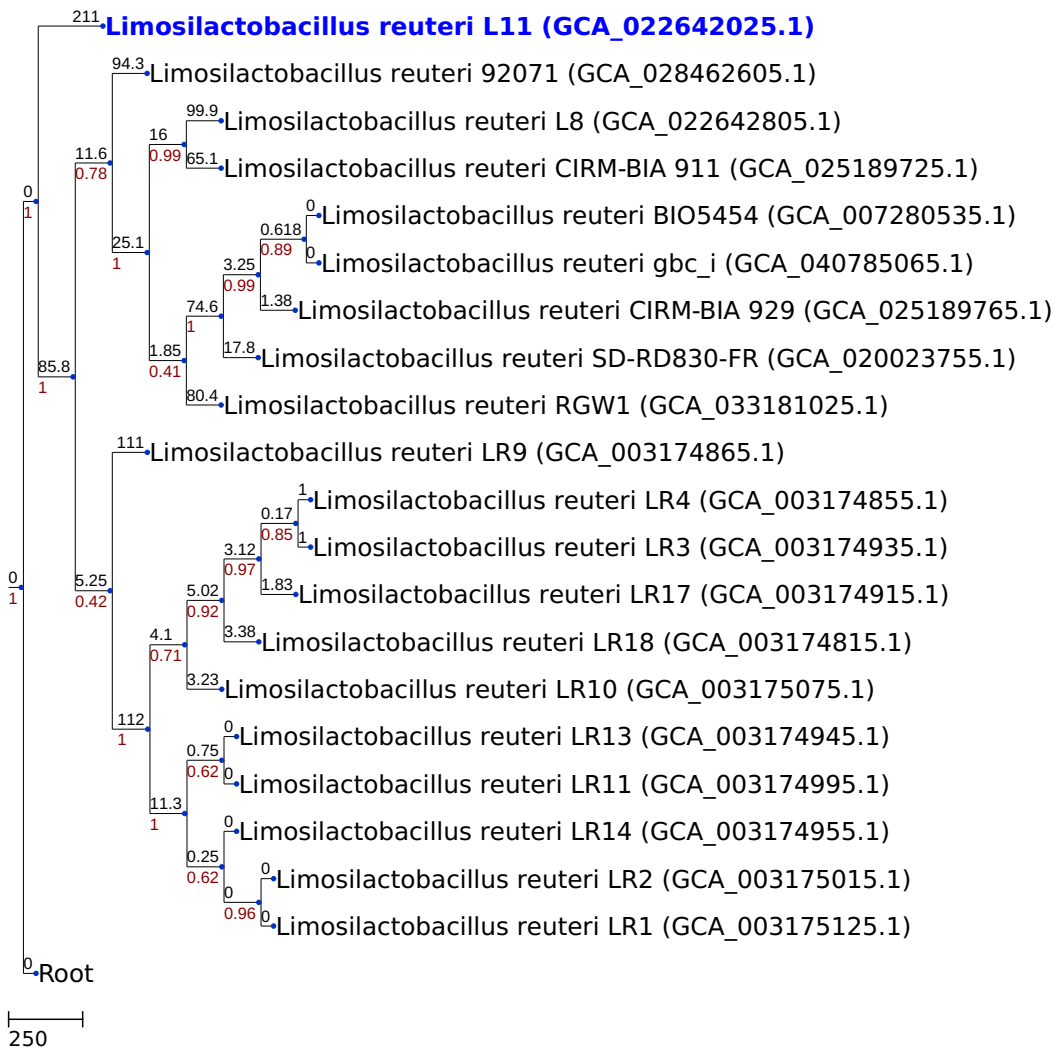 211
Limosilactobacillus reuteri L11 (GCA_022642025.1)
94.3
Limosilactobacillus reuteri 92071 (GCA_028462605.1)
99.9
Limosilactobacillus reuteri L8 (GCA_022642805.1)
16
0.99
11.6
0.78
65.1
Limosilactobacillus reuteri CIRM-BIA 911 (GCA_025189725.1)
0
1
0
Limosilactobacillus reuteri BIO5454 (GCA_007280535.1)
0.618
0.89
25.1
1
0
Limosilactobacillus reuteri gbc_i (GCA_040785065.1)
3.25
0.99
1.38
Limosilactobacillus reuteri CIRM-BIA 929 (GCA_025189765.1)
74.6
1
17.8
Limosilactobacillus reuteri SD-RD830-FR (GCA_020023755.1)
1.85
0.41
85.8
1
80.4
Limosilactobacillus reuteri RGW1 (GCA_033181025.1)
111
Limosilactobacillus reuteri LR9 (GCA_003174865.1)
1
Limosilactobacillus reuteri LR4 (GCA_003174855.1)
0.17
0.85
1
Limosilactobacillus reuteri LR3 (GCA_003174935.1)
3.12
0.97
0
1
5.25
0.42
1.83
Limosilactobacillus reuteri LR17 (GCA_003174915.1)
5.02
0.92
3.38
Limosilactobacillus reuteri LR18 (GCA_003174815.1)
4.1
0.71
3.23
Limosilactobacillus reuteri LR10 (GCA_003175075.1)
112
1
0
Limosilactobacillus reuteri LR13 (GCA_003174945.1)
0.75
0.62
0
Limosilactobacillus reuteri LR11 (GCA_003174995.1)
11.3
1
0
Limosilactobacillus reuteri LR14 (GCA_003174955.1)
0.25
0.62
0
Limosilactobacillus reuteri LR2 (GCA_003175015.1)
0
0.96
0
Limosilactobacillus reuteri LR1 (GCA_003175125.1)
0
Root
250